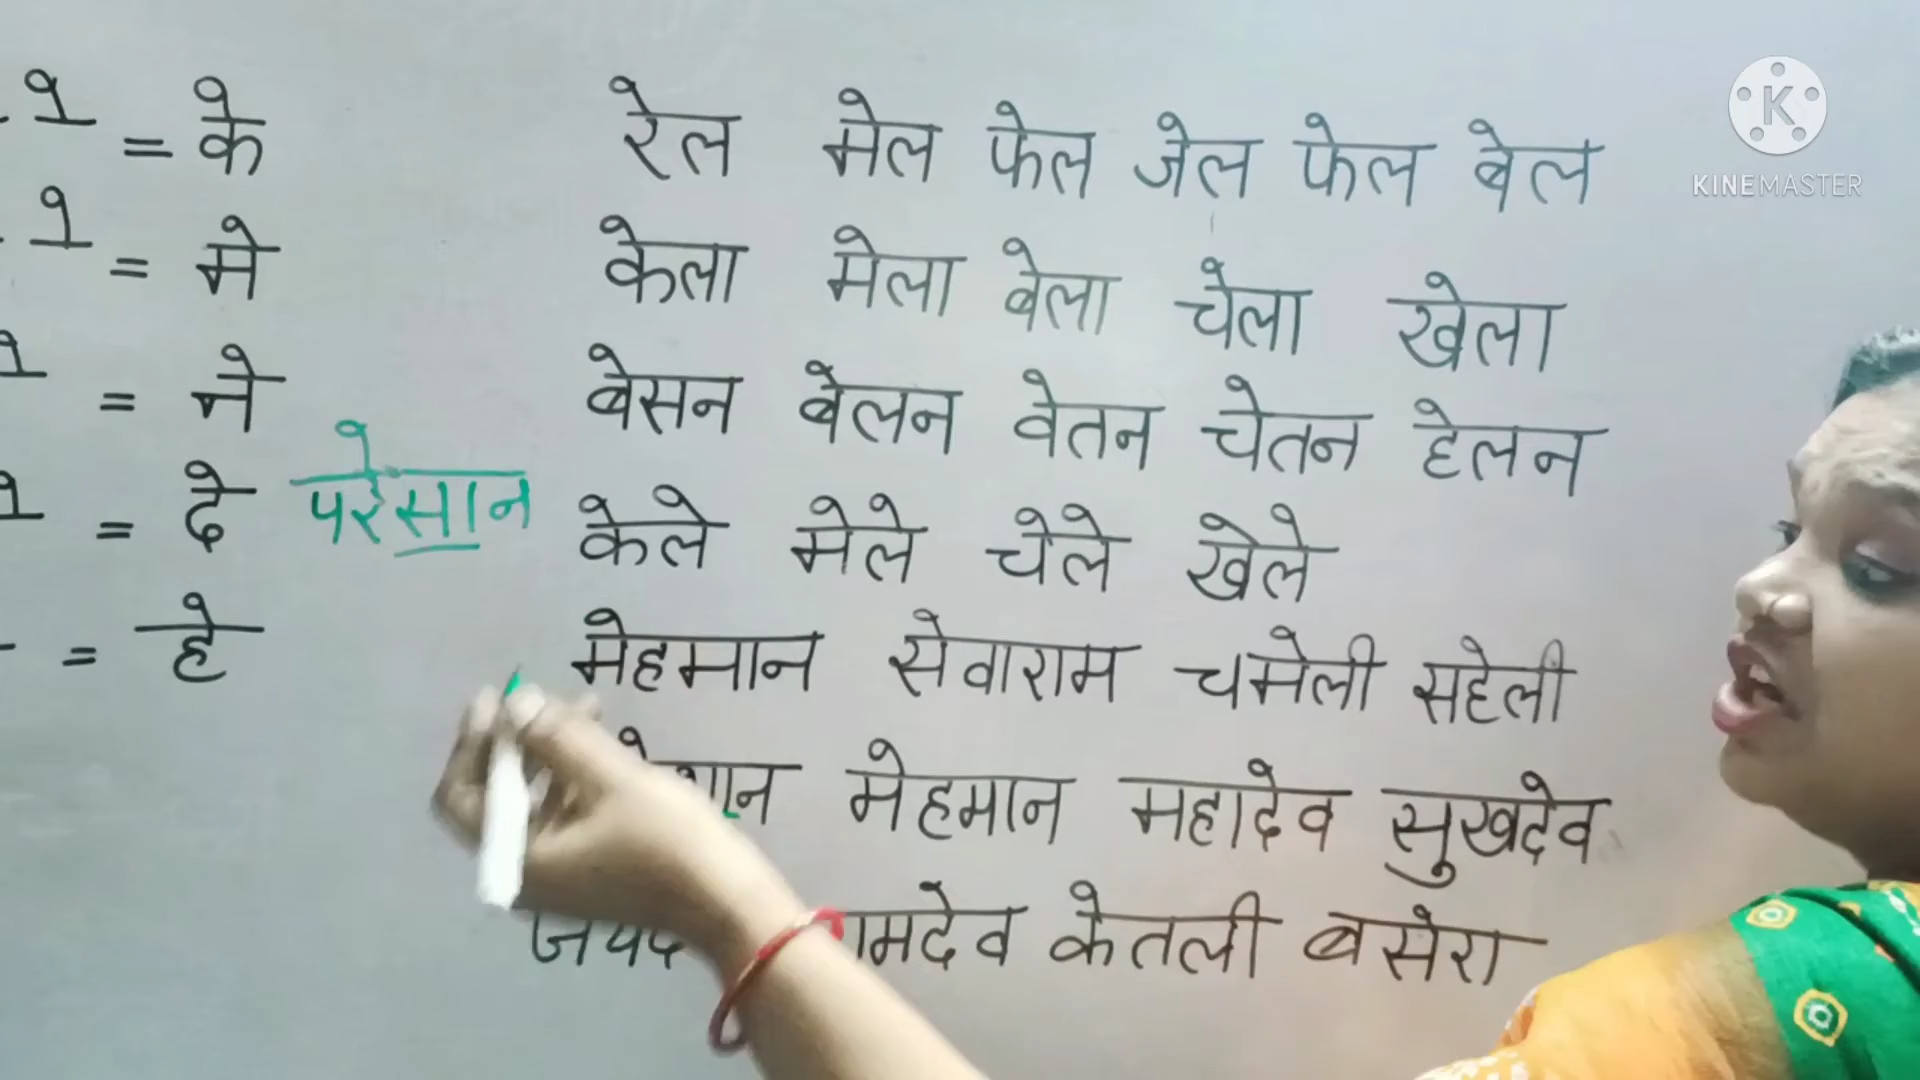 = के रेल मेल फेल जेल फेल बेल
= मे केला मेला बेला चेला खेला
= ने बेसन बेलन वेतन चेतन हेलन
= दे परेसान केले मेले चेले खेले
= हे मेहमान सेवाराम चमेली सहेली
मेहमान महादेव सुखदेव
केतली बसेरा
K
KINEMASTER